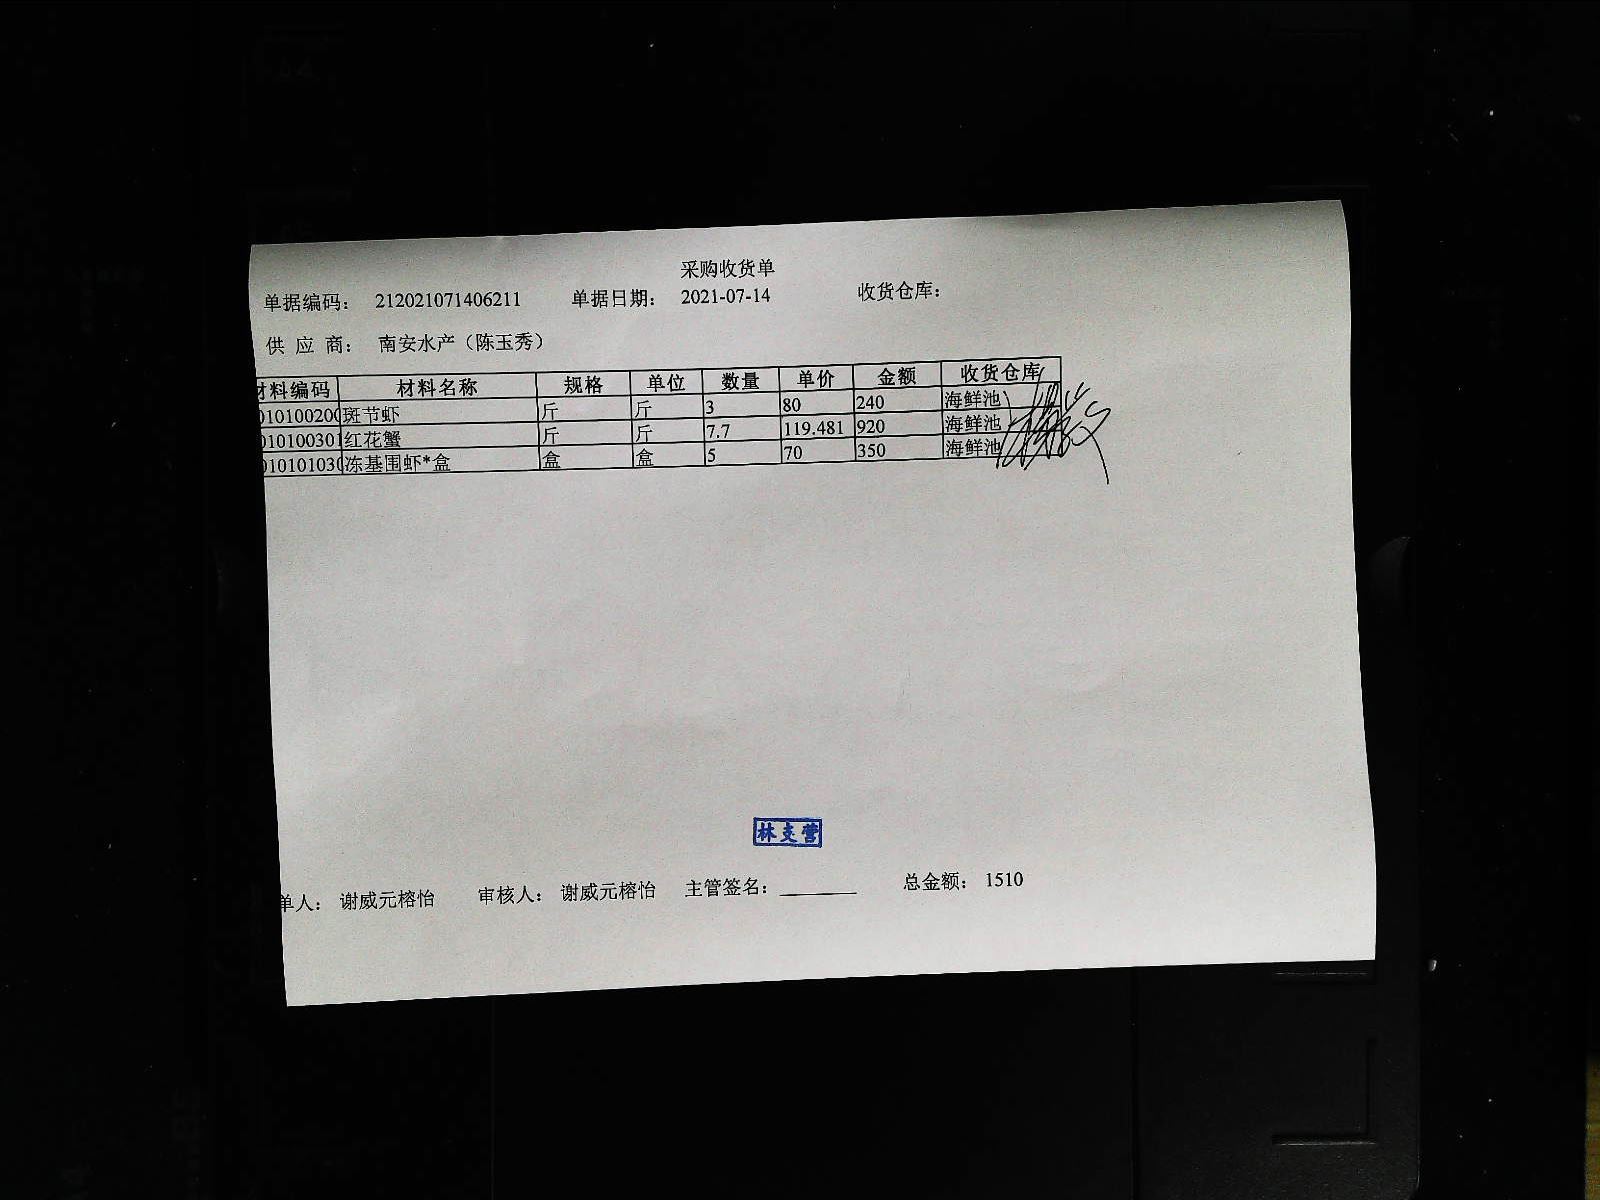 采购收货单
单据编码： 212021071406211 单据日期： 2021-07-14 收货仓库：
供 应 商： 南安水产（陈玉秀）
材料编码 材料名称 规格 单位 数量 单价 金额 收货仓库
01010020 斑节虾 斤 斤 3 80 240 海鲜池
010100301 红花蟹 斤 斤 7.7 119.481 920 海鲜池
01010103 冻基围虾*盒 盒 盒 5 70 350 海鲜池
林支营
单人： 谢威元榕怡 审核人： 谢威元榕怡 主管签名： 总金额： 1510